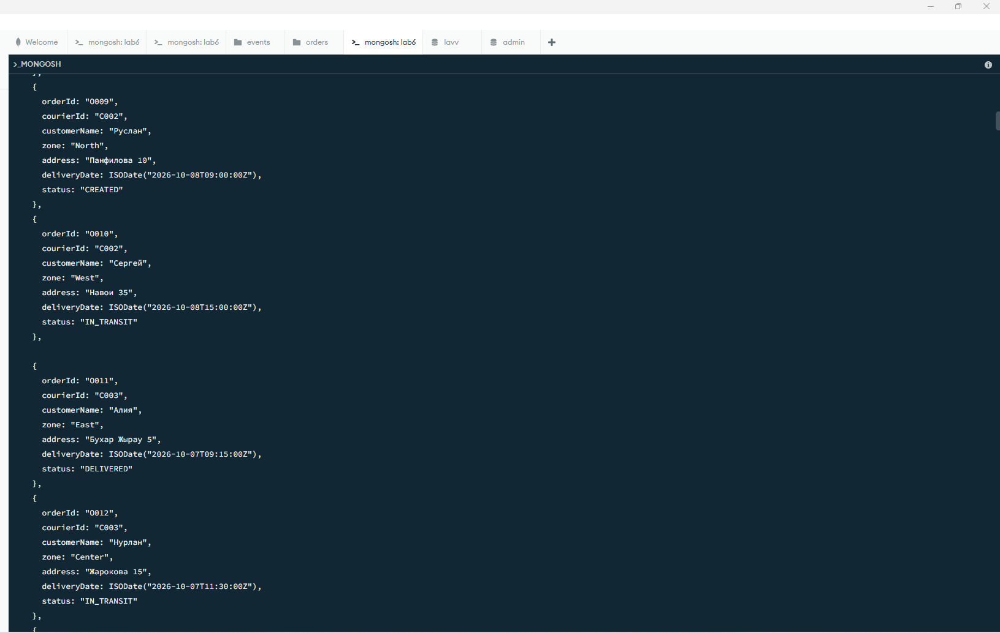 Welcome
>_ mongosh: lab6
>_ mongosh: lab6
events
orders
>_ mongosh: lab6
lavv
admin
>_MONGOSH
},
{
orderId: "O009",
courierId: "C002",
customerName: "Руслан",
zone: "North",
address: "Панфилова 10",
deliveryDate: ISODate("2026-10-08T09:00:00Z"),
status: "CREATED"
},
{
orderId: "O010",
courierId: "C002",
customerName: "Сергей",
zone: "West",
address: "Навои 35",
deliveryDate: ISODate("2026-10-08T15:00:00Z"),
status: "IN_TRANSIT"
},
{
orderId: "O011",
courierId: "C003",
customerName: "Алия",
zone: "East",
address: "Бухар Жырау 5",
deliveryDate: ISODate("2026-10-07T09:15:00Z"),
status: "DELIVERED"
},
{
orderId: "O012",
courierId: "C003",
customerName: "Нурлан",
zone: "Center",
address: "Жарокова 15",
deliveryDate: ISODate("2026-10-07T11:30:00Z"),
status: "IN_TRANSIT"
},
{